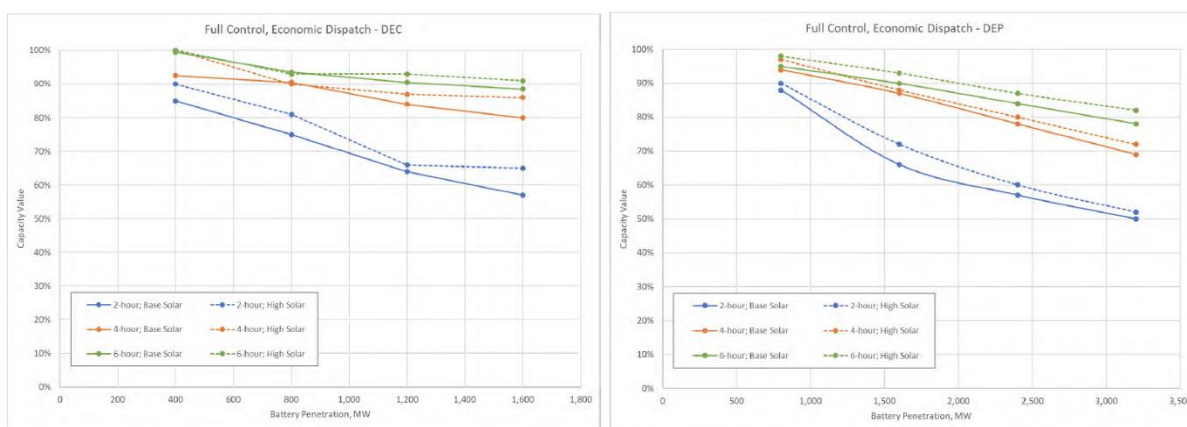 Full Control, Economic Dispatch - DEC
100%
90%
80%
70%
60%
50%
40%
30%
20%
10%
0%
Capacity Value
2-hour; Base Solar 2-hour; High Solar
4-hour; Base Solar 4-hour; High Solar
6-hour; Base Solar 6-hour; High Solar
0 200 400 600 800 1,000 1,200 1,400 1,600 1,800
Battery Penetration, MW
Full Control, Economic Dispatch - DEP
100%
90%
80%
70%
60%
50%
40%
30%
20%
10%
0%
Capacity Value
2-hour; Base Solar 2-hour; High Solar
4-hour; Base Solar 4-hour; High Solar
6-hour; Base Solar 6-hour; High Solar
0 500 1,000 1,500 2,000 2,500 3,000
Battery Penetration, MW